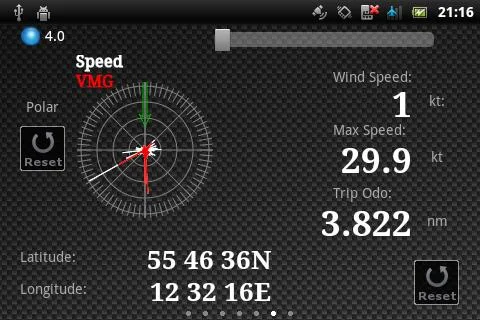 21:16
4.0
Speed
VMG
Polar
Reset
Wind Speed:
1 kt:
Max Speed:
29.9 kt
Trip Odo:
3.822 nm
Latitude: 55 46 36N
Longitude: 12 32 16E
Reset